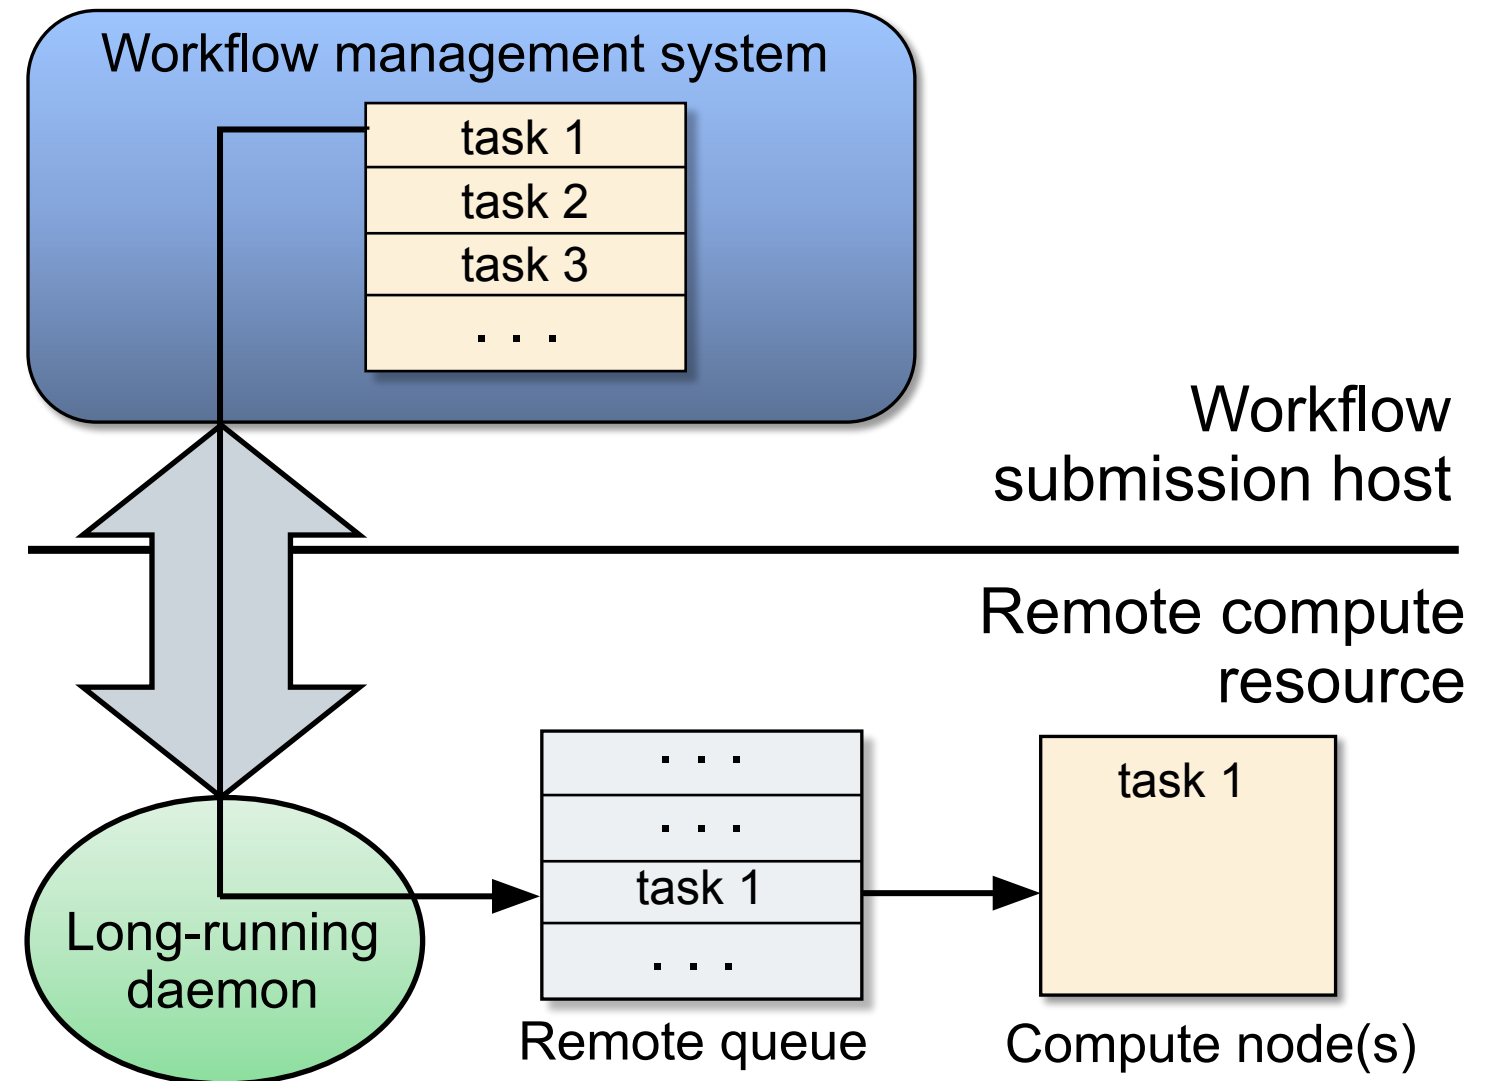 Workflow management system
task 1
task 2
task 3
. . .
Workflow
submission host
Remote compute
resource
. . .
. . .
task 1
. . .
task 1
Long-running
daemon
Remote queue
Compute node(s)